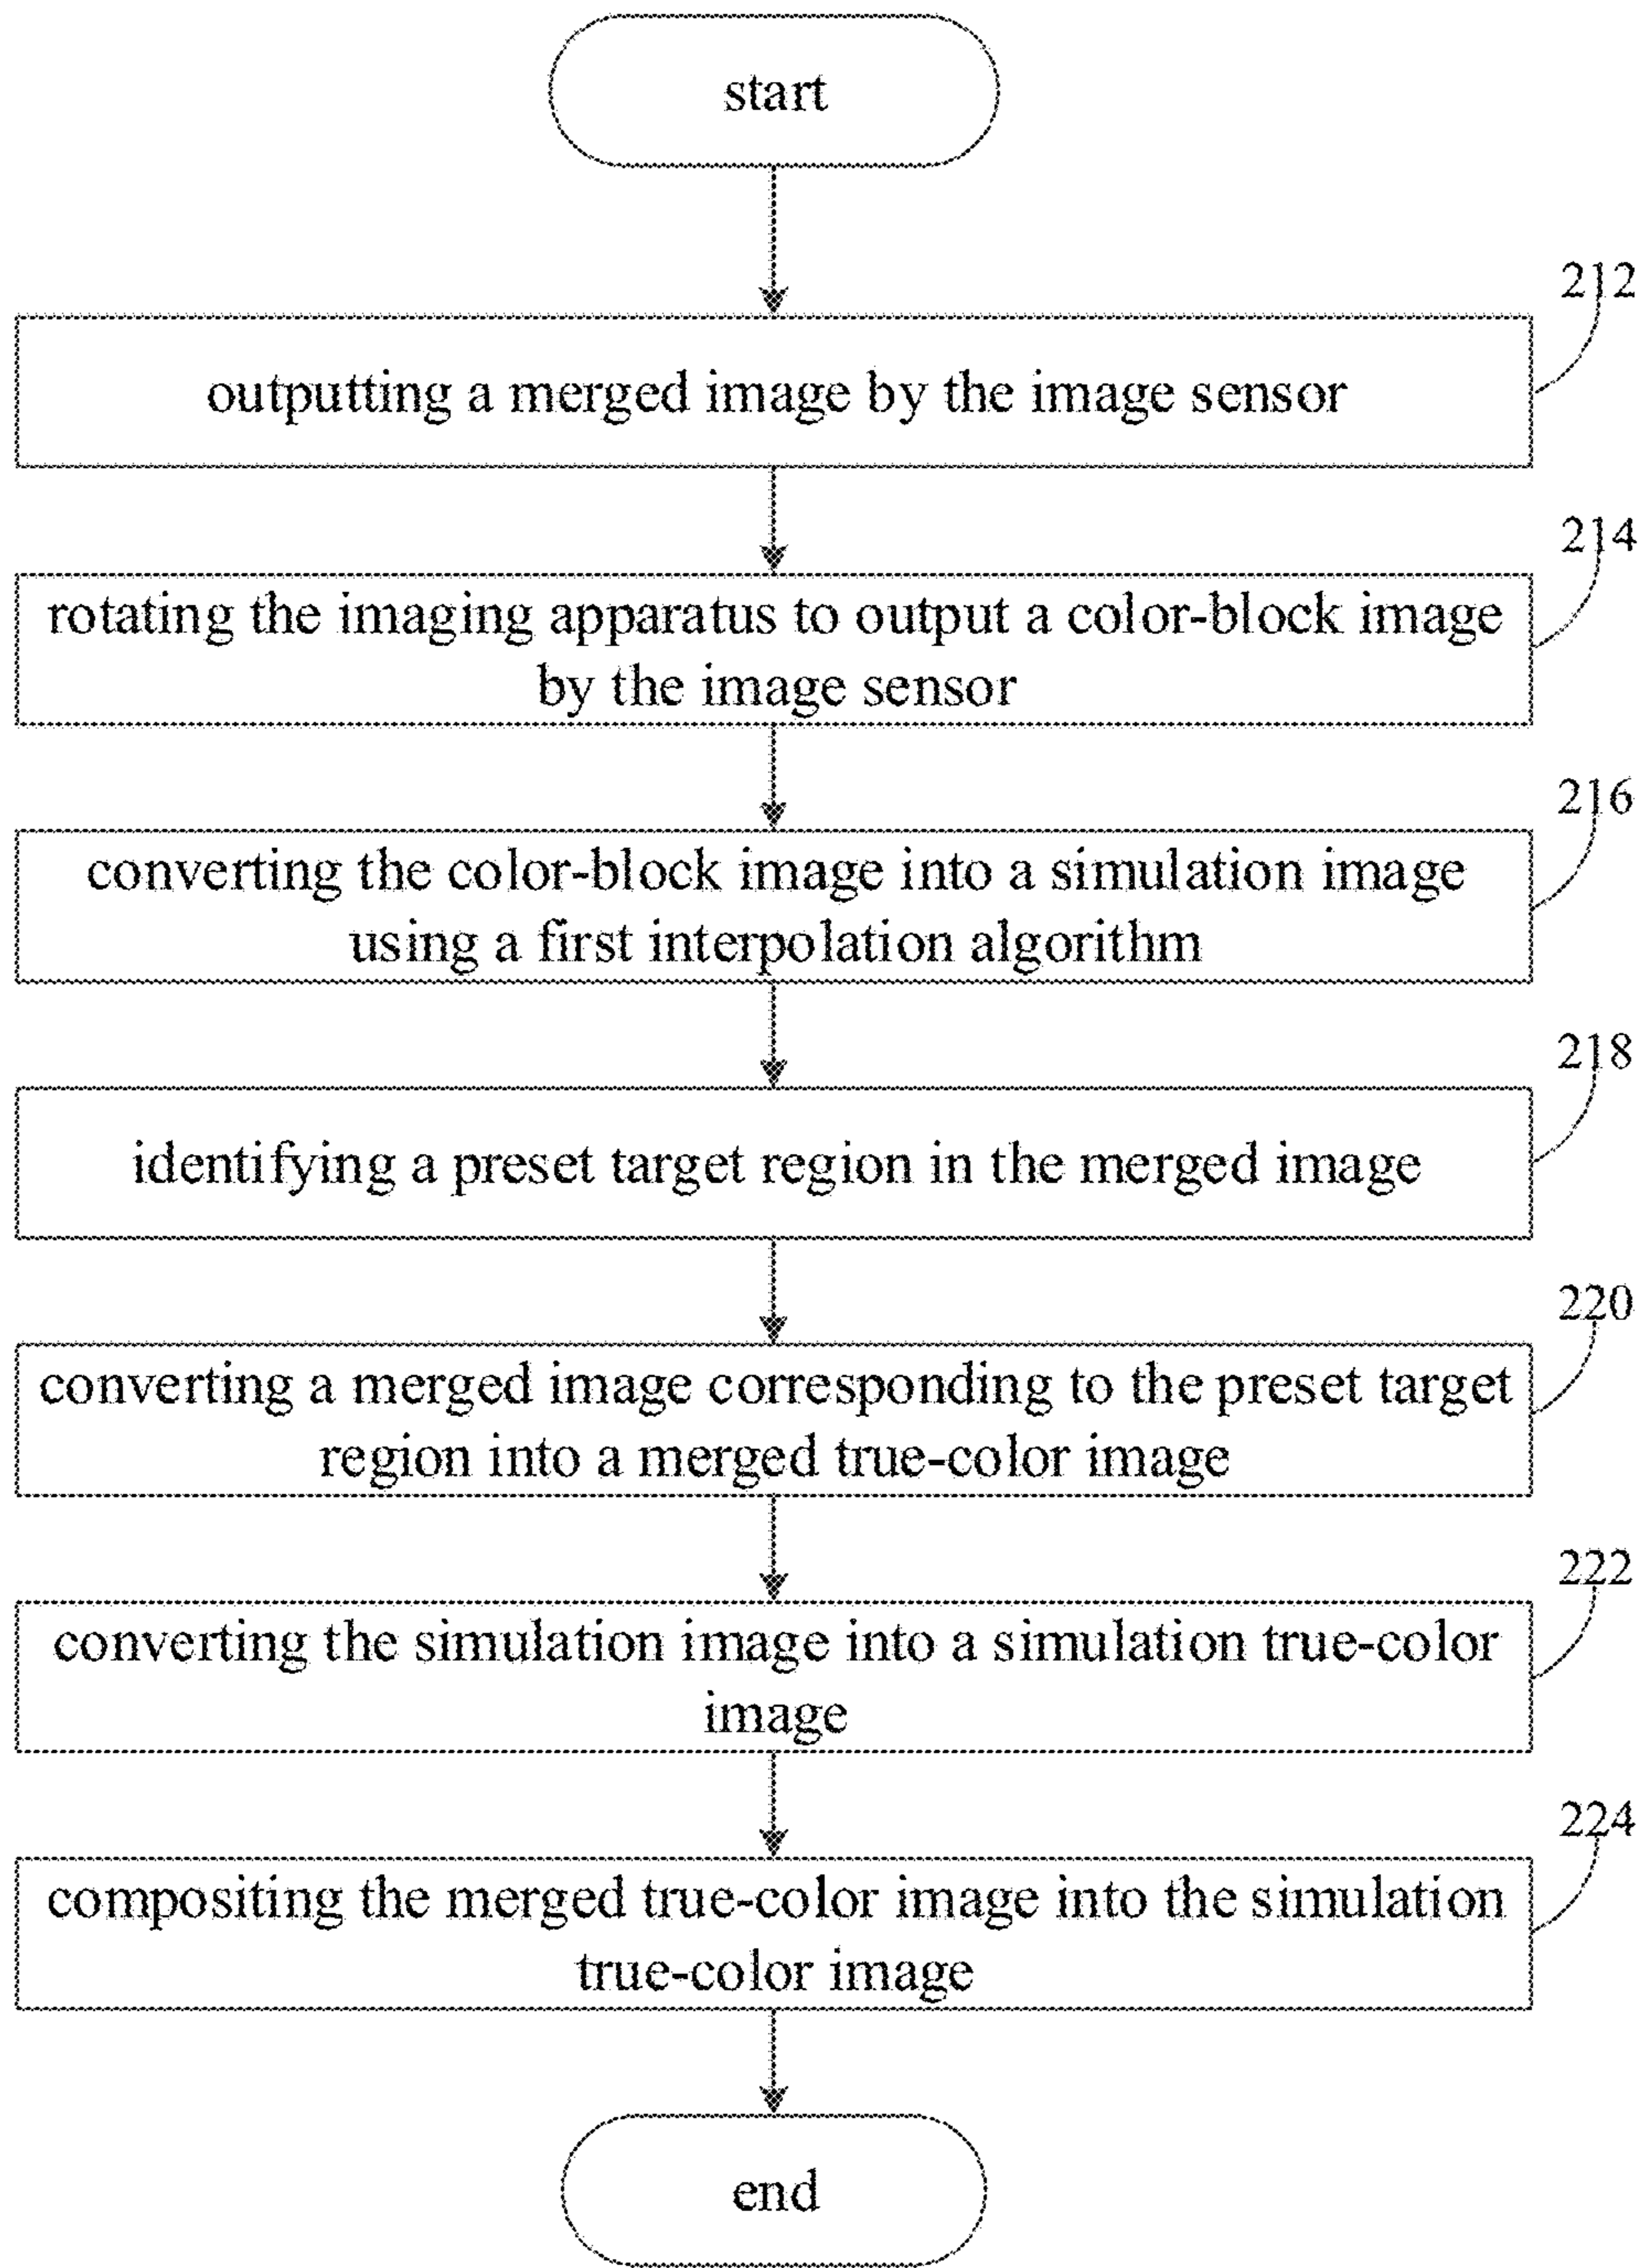 start
212
outputting a merged image by the image sensor
214
rotating the imaging apparatus to output a color-block image
by the image sensor
216
converting the color-block image into a simulation image
using a first interpolation algorithm
218
identifying a preset target region in the merged image
220
converting a merged image corresponding to the preset target
region into a merged true-color image
222
converting the simulation image into a simulation true-color
image
224
compositing the merged true-color image into the simulation
true-color image
end